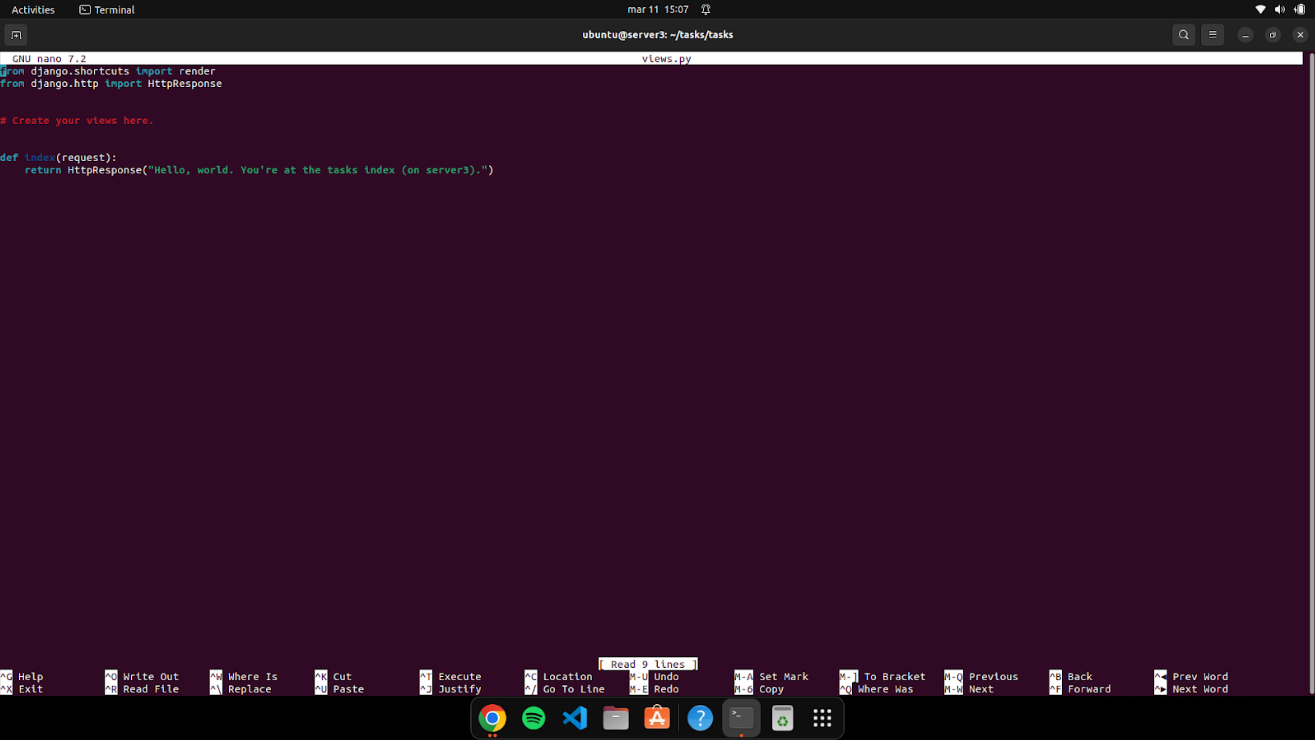 Activities Terminal mar 11 15:07
ubuntu@server3: ~/tasks/tasks
GNU nano 7.2 views.py
from django.shortcuts import render
from django.http import HttpResponse
# Create your views here.
def index(request):
return HttpResponse("Hello, world. You're at the tasks index (on server3).")
[ Read 9 lines ]
^G Help ^O Write Out ^W Where Is ^K Cut ^T Execute ^C Location M-U Undo M-A Set Mark M-] To Bracket M-Q Previous ^B Back ^◀ Prev Word
^X Exit ^R Read File ^\ Replace ^U Paste ^J Justify ^/ Go To Line M-E Redo M-6 Copy ^Q Where Was M-W Next ^F Forward ^▶ Next Word